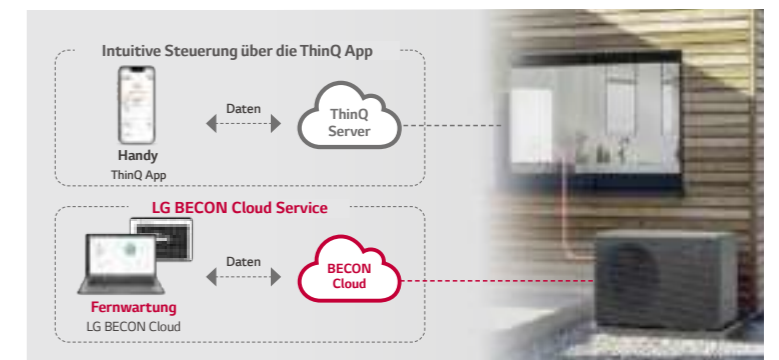 Intuitive Steuerung über die ThinQ App
Daten
ThinQ
Server
Handy
ThinQ App
LG BECON Cloud Service
Daten
BECON
Cloud
Fernwartung
LG BECON Cloud